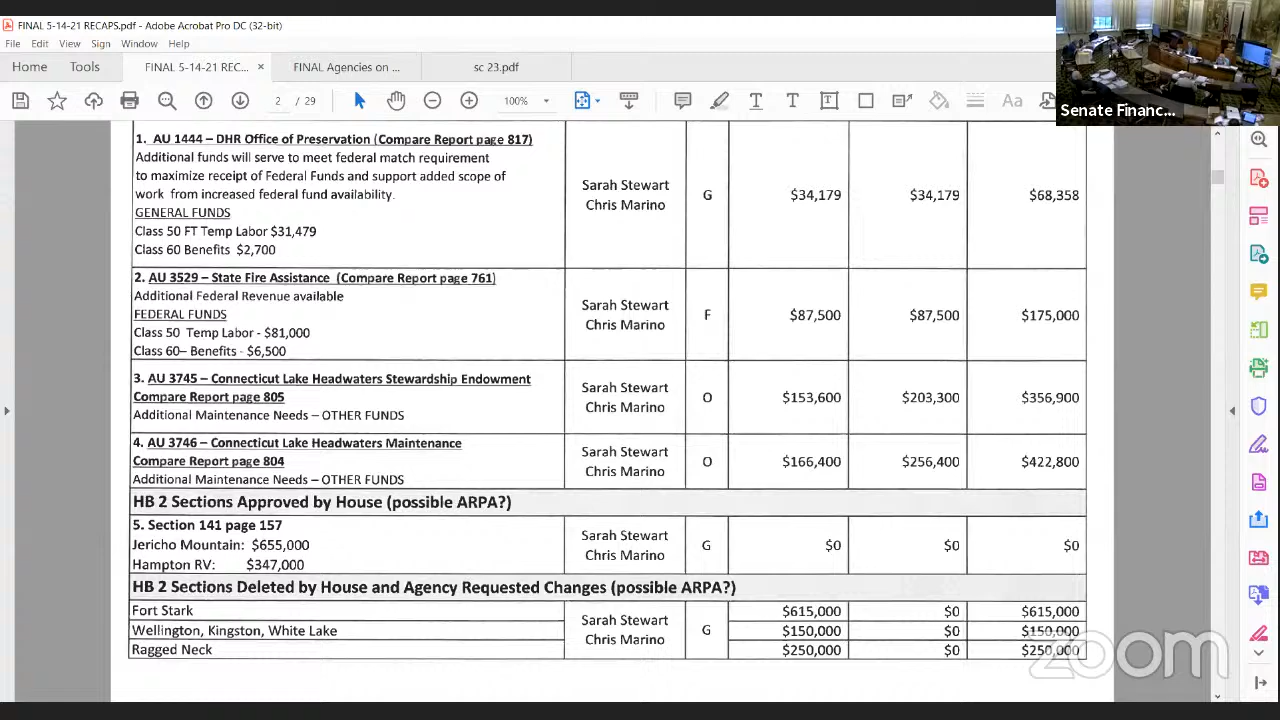 FINAL 5-14-21 RECAPS.pdf - Adobe Acrobat Pro DC (32-bit)
File Edit View Sign Window Help
Home Tools FINAL 5-14-21 REC... × FINAL Agencies on ... sc 23.pdf
/ 29 100%
Senate Financ...
1. AU 1444 – DHR Office of Preservation (Compare Report page 817)
Additional funds will serve to meet federal match requirement
to maximize receipt of Federal Funds and support added scope of
work from increased federal fund availability.
GENERAL FUNDS
Class 50 FT Temp Labor $31,479
Class 60 Benefits $2,700
Sarah Stewart
Chris Marino
G $34,179 $34,179 $68,358
2. AU 3529 – State Fire Assistance (Compare Report page 761)
Additional Federal Revenue available
FEDERAL FUNDS
Class 50 Temp Labor - $81,000
Class 60– Benefits - $6,500
Sarah Stewart
Chris Marino
F $87,500 $87,500 $175,000
3. AU 3745 – Connecticut Lake Headwaters Stewardship Endowment
Compare Report page 805
Additional Maintenance Needs – OTHER FUNDS
Sarah Stewart
Chris Marino
O $153,600 $203,300 $356,900
4. AU 3746 – Connecticut Lake Headwaters Maintenance
Compare Report page 804
Additional Maintenance Needs – OTHER FUNDS
Sarah Stewart
Chris Marino
O $166,400 $256,400 $422,800
HB 2 Sections Approved by House (possible ARPA?)
5. Section 141 page 157
Jericho Mountain: $655,000
Hampton RV: $347,000
Sarah Stewart
Chris Marino
G $0 $0 $0
HB 2 Sections Deleted by House and Agency Requested Changes (possible ARPA?)
Fort Stark $615,000 $0 $615,000
Wellington, Kingston, White Lake $150,000 $0 $150,000
Ragged Neck $250,000 $0 $250,000
Sarah Stewart
Chris Marino
G
zoom